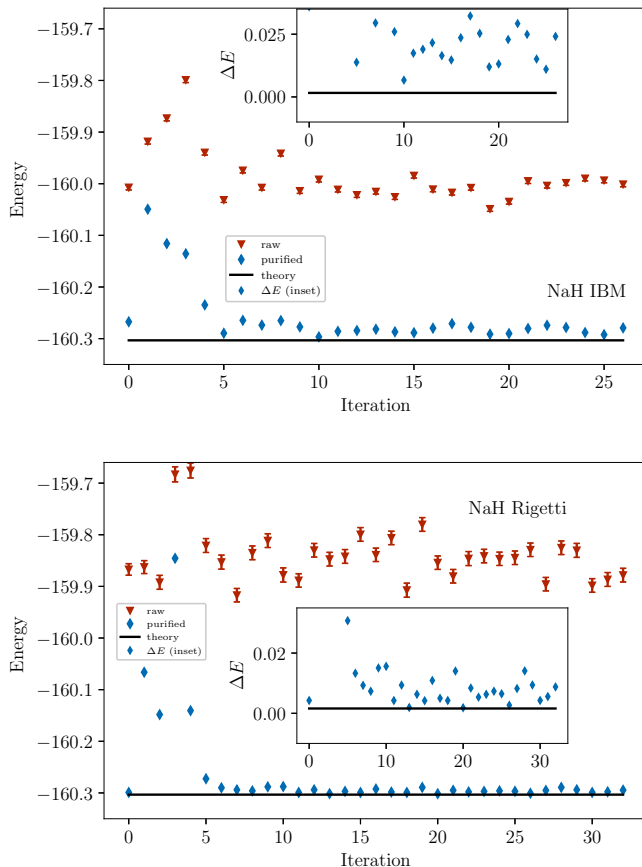 −159.7
−159.8
−159.9
−160.0
−160.1
−160.2
−160.3
Energy
0.025
0.000
ΔE
0
10
20
raw
purified
theory
ΔE (inset)
NaH IBM
0
5
10
15
20
25
Iteration
−159.7
−159.8
−159.9
−160.0
−160.1
−160.2
−160.3
Energy
NaH Rigetti
raw
purified
theory
ΔE (inset)
0.02
0.00
ΔE
0
10
20
30
0
5
10
15
20
25
30
Iteration